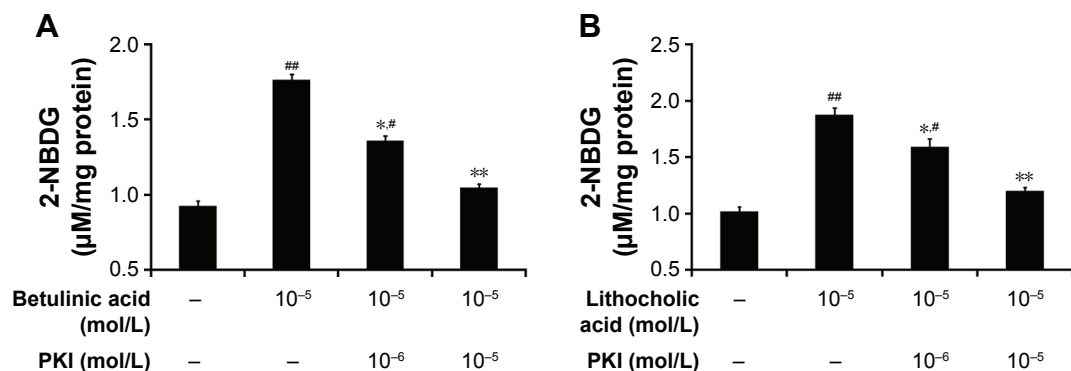 A
2-NBDG
(μM/mg protein)
2.0
1.5
1.0
0.5
##
*,#
**
Betulinic acid
(mol/L)
– 10⁻⁵ 10⁻⁵ 10⁻⁵
PKI (mol/L) – – 10⁻⁶ 10⁻⁵
B
2-NBDG
(μM/mg protein)
2.5
2.0
1.5
1.0
0.5
##
*,#
**
Lithocholic
acid (mol/L)
– 10⁻⁵ 10⁻⁵ 10⁻⁵
PKI (mol/L) – – 10⁻⁶ 10⁻⁵